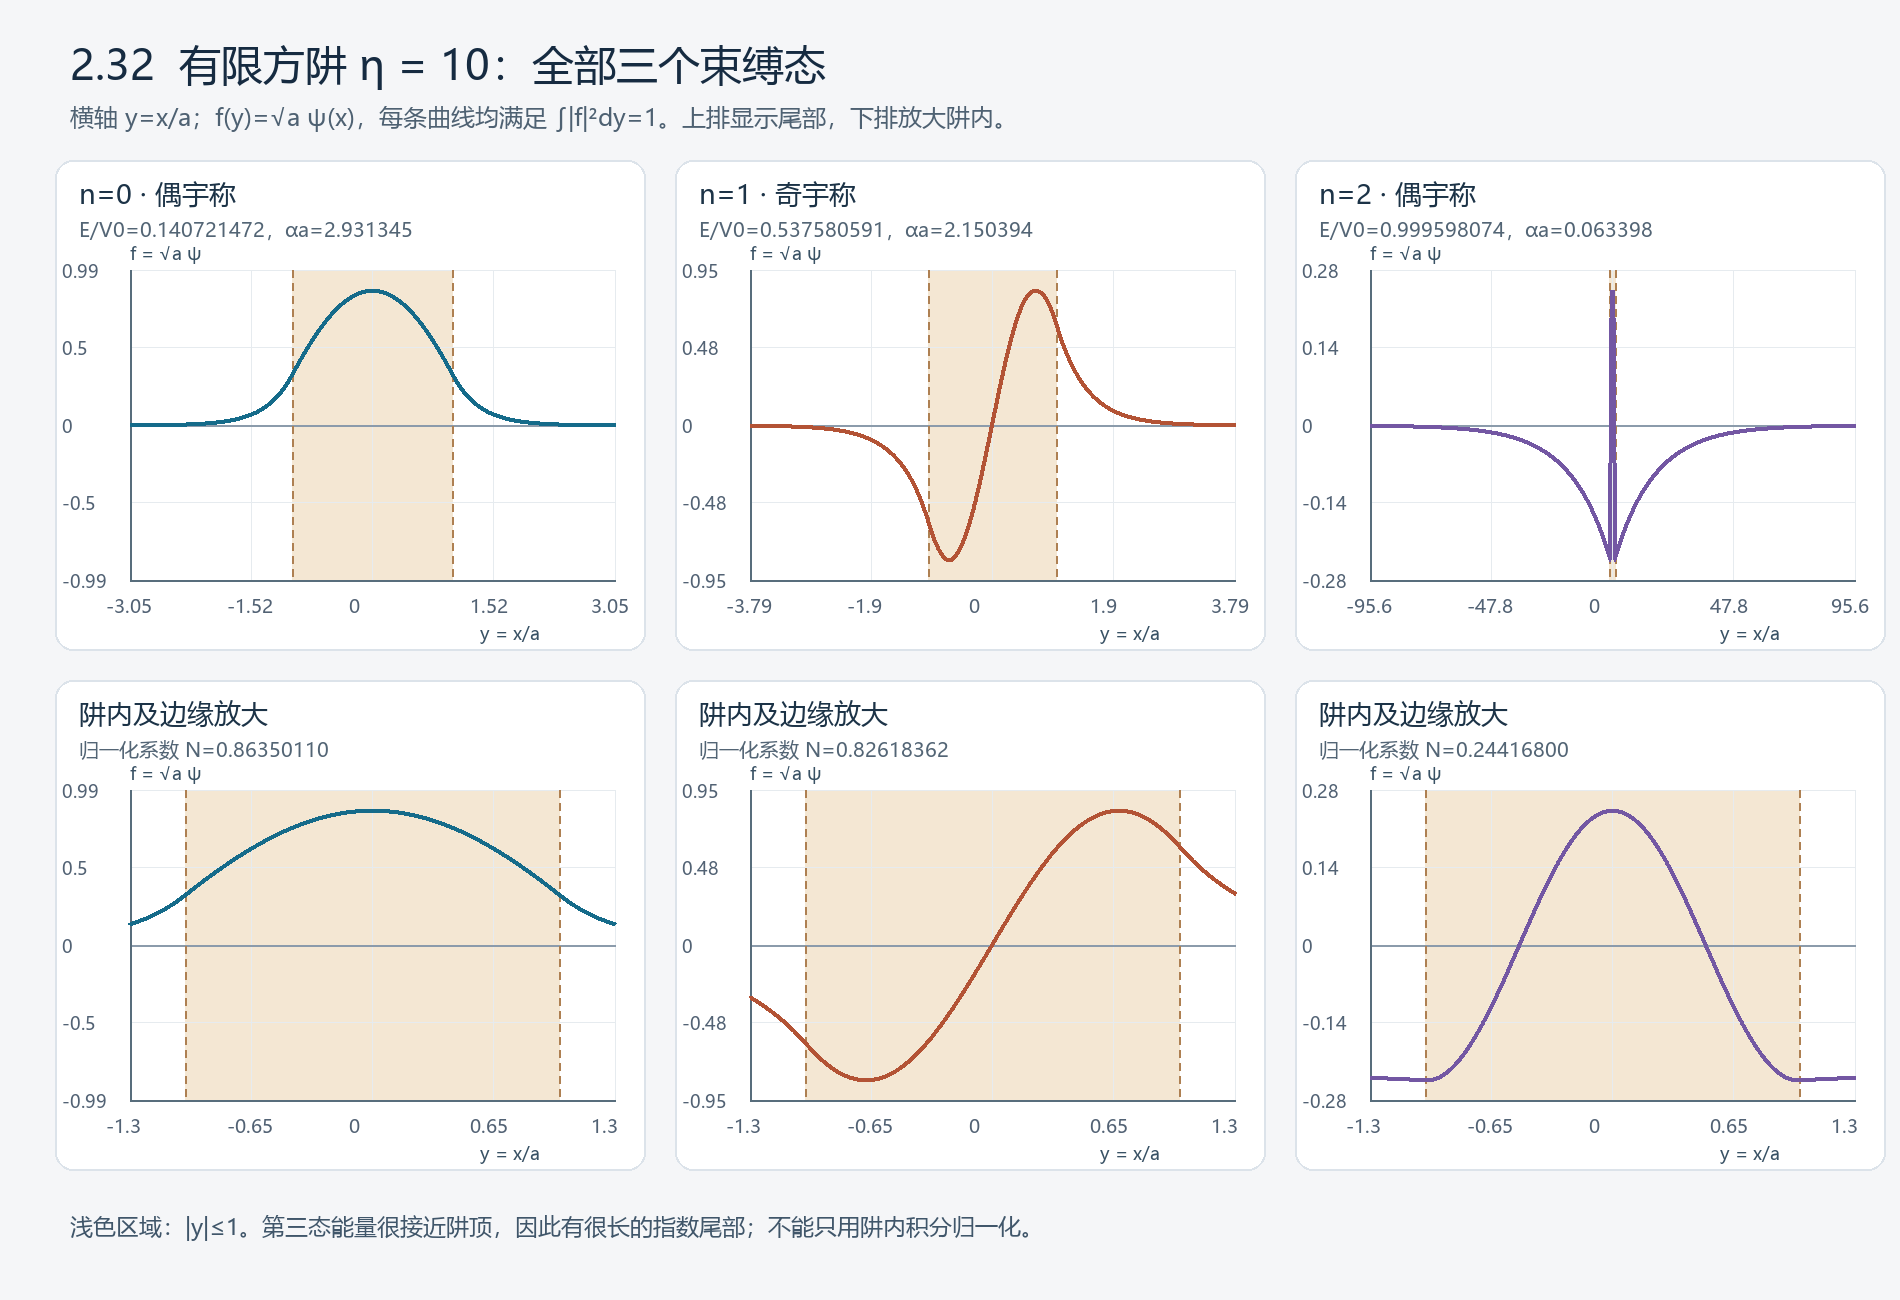 2.32 有限方阱 η = 10：全部三个束缚态
横轴 y=x/a；f(y)=√a ψ(x)，每条曲线均满足 ∫|f|²dy=1。上排显示尾部，下排放大阱内。
n=0 · 偶宇称
E/V0=0.140721472，αa=2.931345
f = √a ψ
0.99
0.5
0
-0.5
-0.99
-3.05 -1.52 0 1.52 3.05
y = x/a
n=1 · 奇宇称
E/V0=0.537580591，αa=2.150394
f = √a ψ
0.95
0.48
0
-0.48
-0.95
-3.79 -1.9 0 1.9 3.79
y = x/a
n=2 · 偶宇称
E/V0=0.999598074，αa=0.063398
f = √a ψ
0.28
0.14
0
-0.14
-0.28
-95.6 -47.8 0 47.8 95.6
y = x/a
阱内及边缘放大
归一化系数 N=0.86350110
f = √a ψ
0.99
0.5
0
-0.5
-0.99
-1.3 -0.65 0 0.65 1.3
y = x/a
阱内及边缘放大
归一化系数 N=0.82618362
f = √a ψ
0.95
0.48
0
-0.48
-0.95
-1.3 -0.65 0 0.65 1.3
y = x/a
阱内及边缘放大
归一化系数 N=0.24416800
f = √a ψ
0.28
0.14
0
-0.14
-0.28
-1.3 -0.65 0 0.65 1.3
y = x/a
浅色区域：|y|≤1。第三态能量很接近阱顶，因此有很长的指数尾部；不能只用阱内积分归一化。